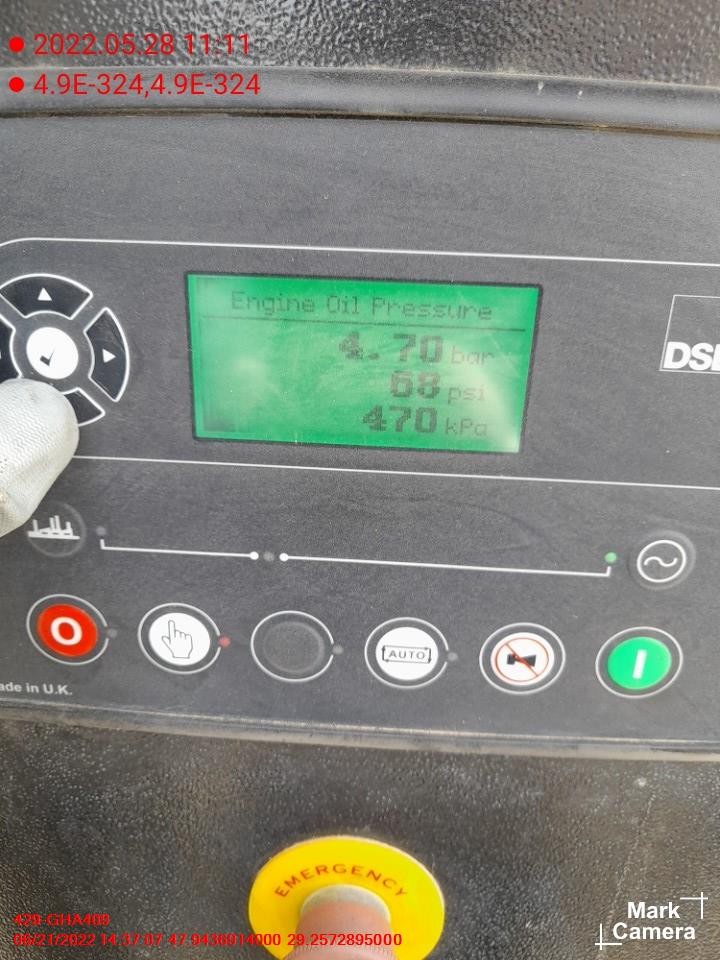 2022.05.28 11:11
4.9E-324,4.9E-324
Engine Oil Pressure
4.70 bar
68 psi
470 kPa
DSE
O
AUTO
I
ade in U.K.
EMERGENCY
429-GHA409
06/21/2022 14:37:07 47.9436914000 29.2572895000
Mark
Camera